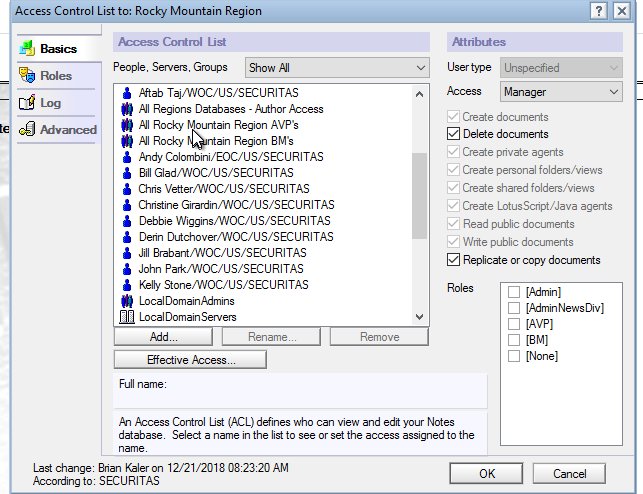 Access Control List to: Rocky Mountain Region
?
Basics
Roles
Log
Advanced
Access Control List
People, Servers, Groups
Show All
Aftab Taj/WOC/US/SECURITAS
All Regions Databases - Author Access
All Rocky Mountain Region AVP's
All Rocky Mountain Region BM's
Andy Colombini/EOC/US/SECURITAS
Bill Glad/WOC/US/SECURITAS
Chris Vetter/WOC/US/SECURITAS
Christine Girardin/WOC/US/SECURITAS
Debbie Wiggins/WOC/US/SECURITAS
Derin Dutchover/WOC/US/SECURITAS
Jill Brabant/WOC/US/SECURITAS
John Park/WOC/US/SECURITAS
Kelly Stone/WOC/US/SECURITAS
LocalDomainAdmins
LocalDomainServers
Add...
Rename...
Remove
Effective Access...
Full name:
An Access Control List (ACL) defines who can view and edit your Notes
database. Select a name in the list to see or set the access assigned to the
name.
Attributes
User type
Unspecified
Access
Manager
Create documents
Delete documents
Create private agents
Create personal folders/views
Create shared folders/views
Create LotusScript/Java agents
Read public documents
Write public documents
Replicate or copy documents
Roles
[Admin]
[AdminNewsDiv]
[AVP]
[BM]
[None]
Last change: Brian Kaler on 12/21/2018 08:23:20 AM
According to: SECURITAS
OK
Cancel